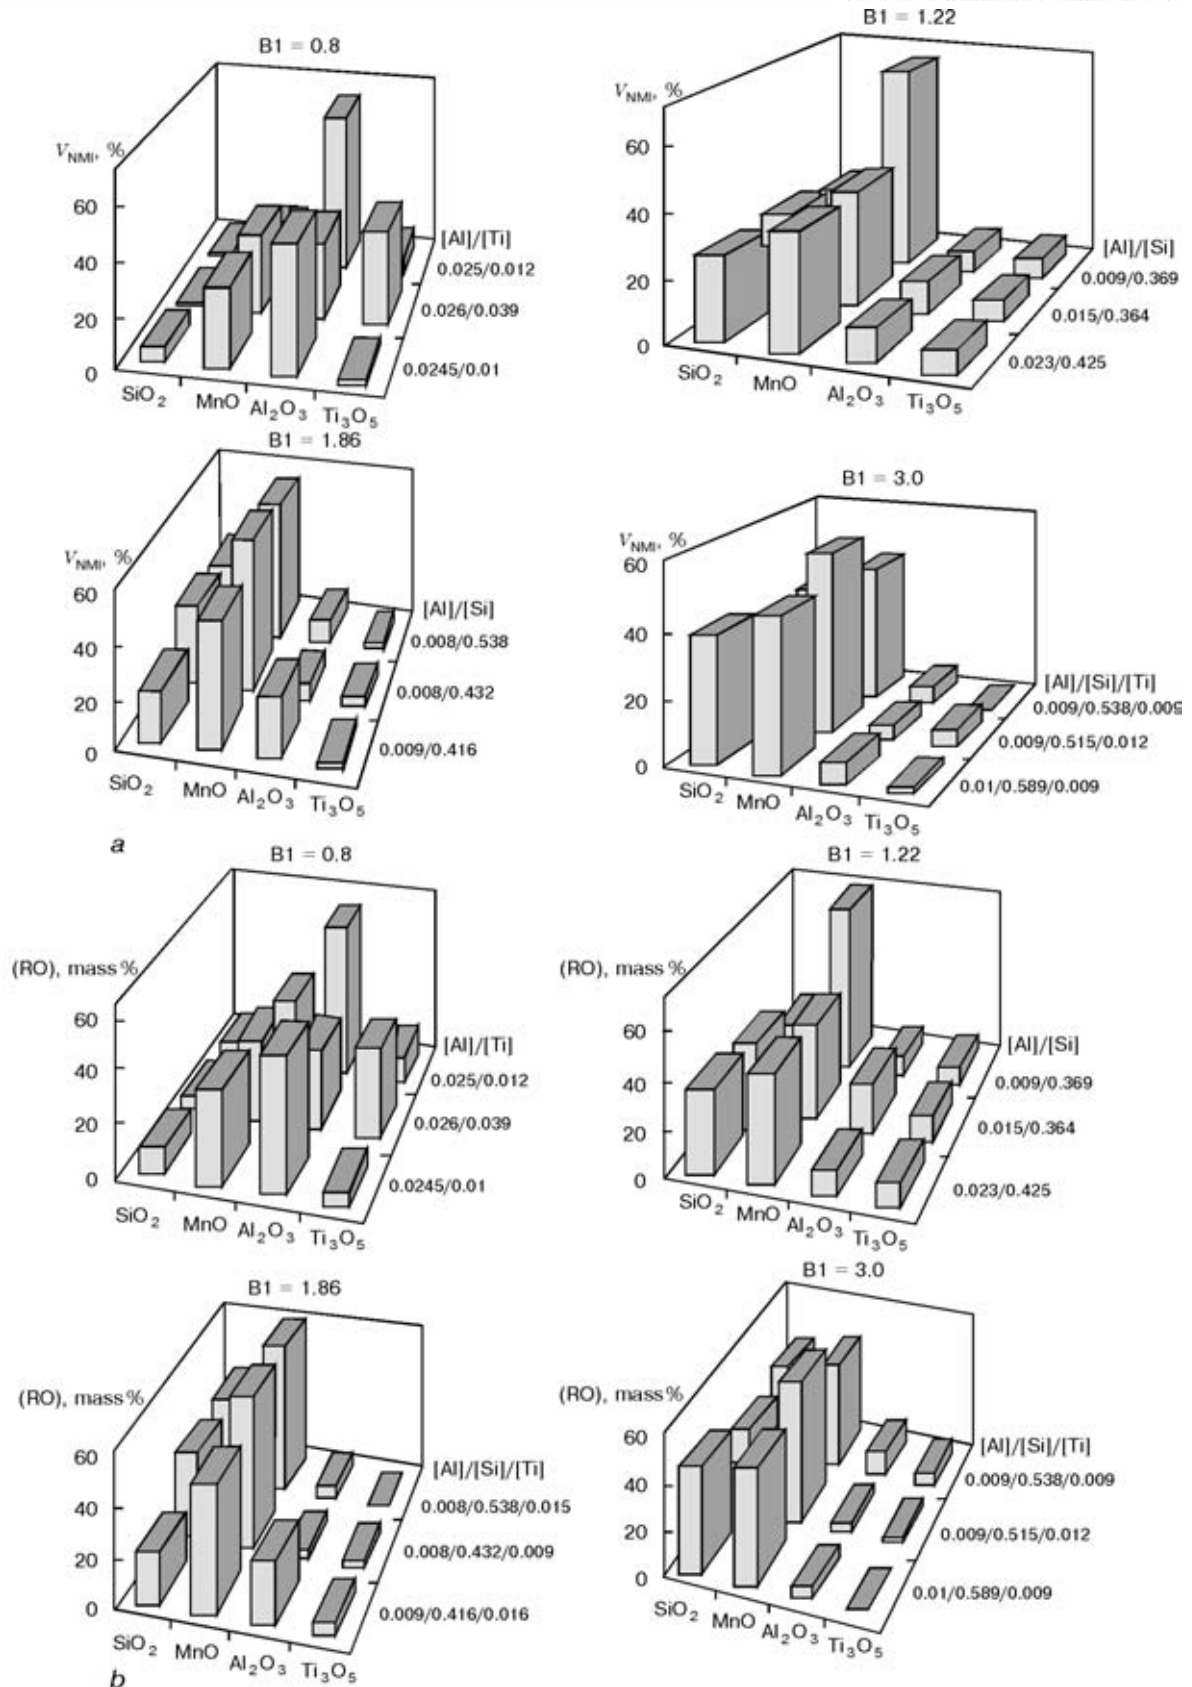 a
B1 = 0.8
V_NMI, %
60
40
20
0
SiO₂
MnO
Al₂O₃
Ti₃O₅
[Al]/[Ti]
0.025/0.012
0.026/0.039
0.0245/0.01
B1 = 1.22
V_NMI, %
60
40
20
0
SiO₂
MnO
Al₂O₃
Ti₃O₅
[Al]/[Si]
0.009/0.369
0.015/0.364
0.023/0.425
B1 = 1.86
V_NMI, %
60
40
20
0
SiO₂
MnO
Al₂O₃
Ti₃O₅
[Al]/[Si]
0.008/0.538
0.008/0.432
0.009/0.416
B1 = 3.0
V_NMI, %
60
40
20
0
SiO₂
MnO
Al₂O₃
Ti₃O₅
[Al]/[Si]/[Ti]
0.009/0.538/0.009
0.009/0.515/0.012
0.01/0.589/0.009
a
B1 = 0.8
(RO), mass %
60
40
20
0
SiO₂
MnO
Al₂O₃
Ti₃O₅
[Al]/[Ti]
0.025/0.012
0.026/0.039
0.0245/0.01
B1 = 1.22
(RO), mass %
60
40
20
0
SiO₂
MnO
Al₂O₃
Ti₃O₅
[Al]/[Si]
0.009/0.369
0.015/0.364
0.023/0.425
B1 = 1.86
(RO), mass %
60
40
20
0
SiO₂
MnO
Al₂O₃
Ti₃O₅
[Al]/[Si]/[Ti]
0.008/0.538/0.015
0.008/0.432/0.009
0.009/0.416/0.016
B1 = 3.0
(RO), mass %
60
40
20
0
SiO₂
MnO
Al₂O₃
Ti₃O₅
[Al]/[Si]/[Ti]
0.009/0.538/0.009
0.009/0.515/0.012
0.01/0.589/0.009
b